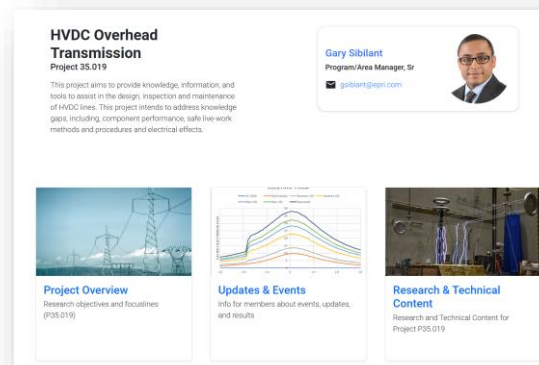 HVDC Overhead
Transmission
Project 35.019
This project aims to provide knowledge, information, and
tools to assist in the design, inspection and maintenance
of HVDC lines. This project intends to address knowledge
gaps, including, component performance, safe live-work
methods and procedures and electrical effects.
Gary Sibilant
Program/Area Manager, Sr
gsibiant@epri.com
Project Overview
Research objectives and focuslines
(P35.019)
Updates & Events
Info for members about events, updates,
and results
Research & Technical
Content
Research and Technical Content for
Project P35.019